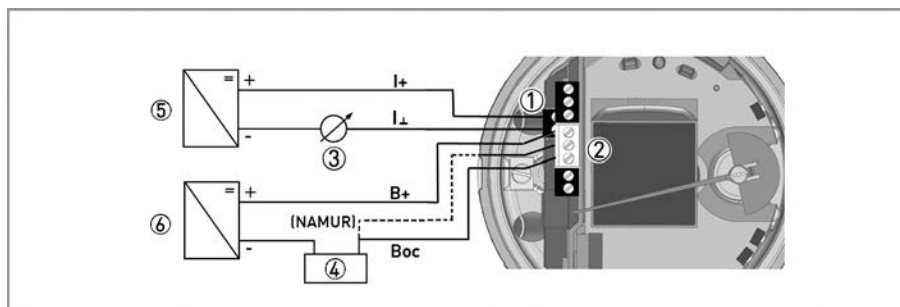 = + I+ ①
⑤
- I⊥
③ ②
= + B+
⑥ (NAMUR)
- ④ Boc